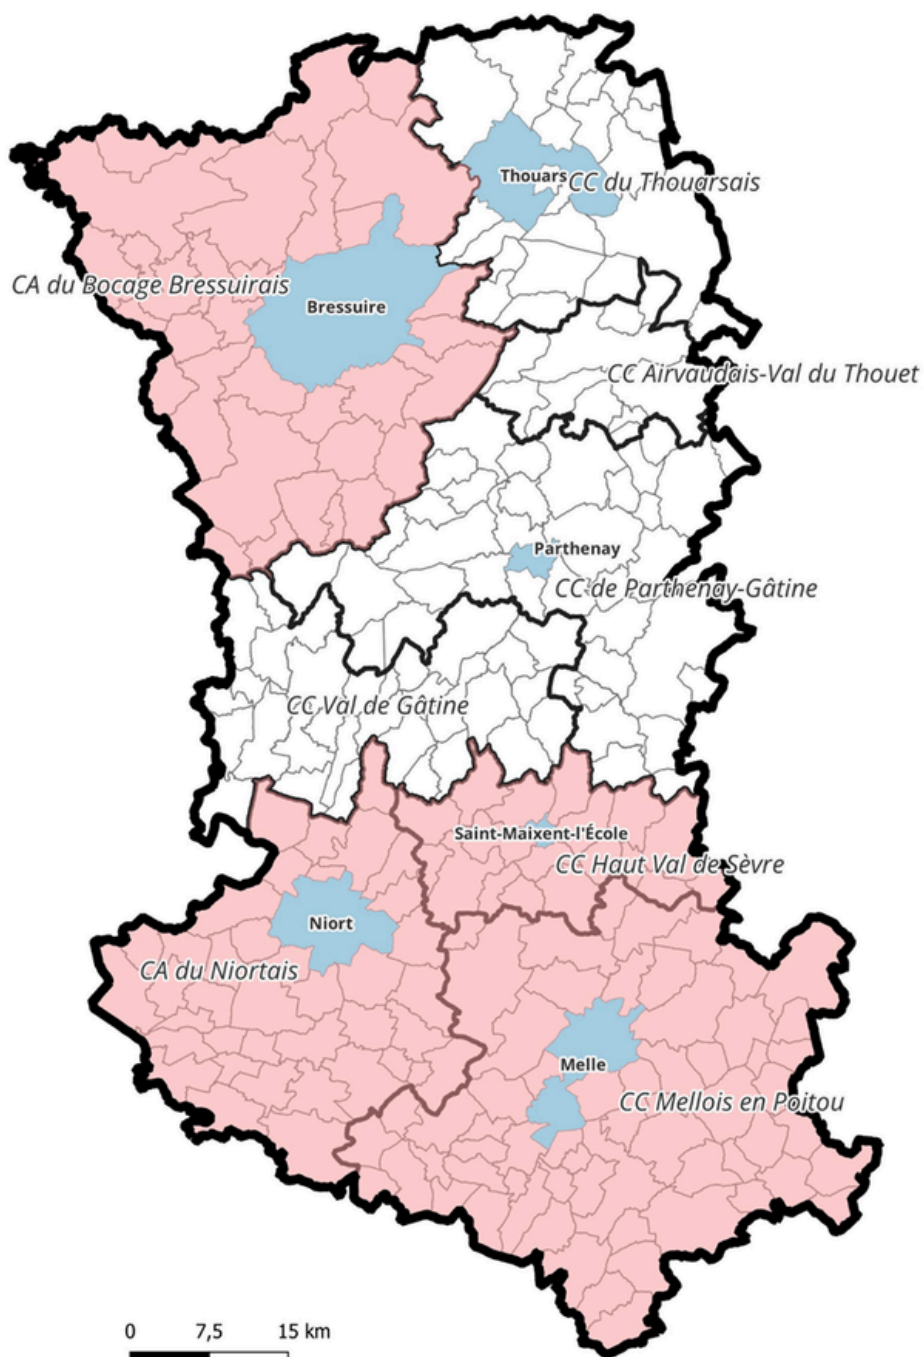 Thouars
CC du Thouarsais
CA du Bocage Bressuirais
Bressuire
CC Airvaudais-Val du Thouet
Parthenay
CC de Parthenay-Gâtine
CC Val de Gâtine
Saint-Maixent-l'École
CC Haut Val de Sèvre
Niort
CA du Niortais
Melle
CC Mellois en Poitou
0 7,5 15 km